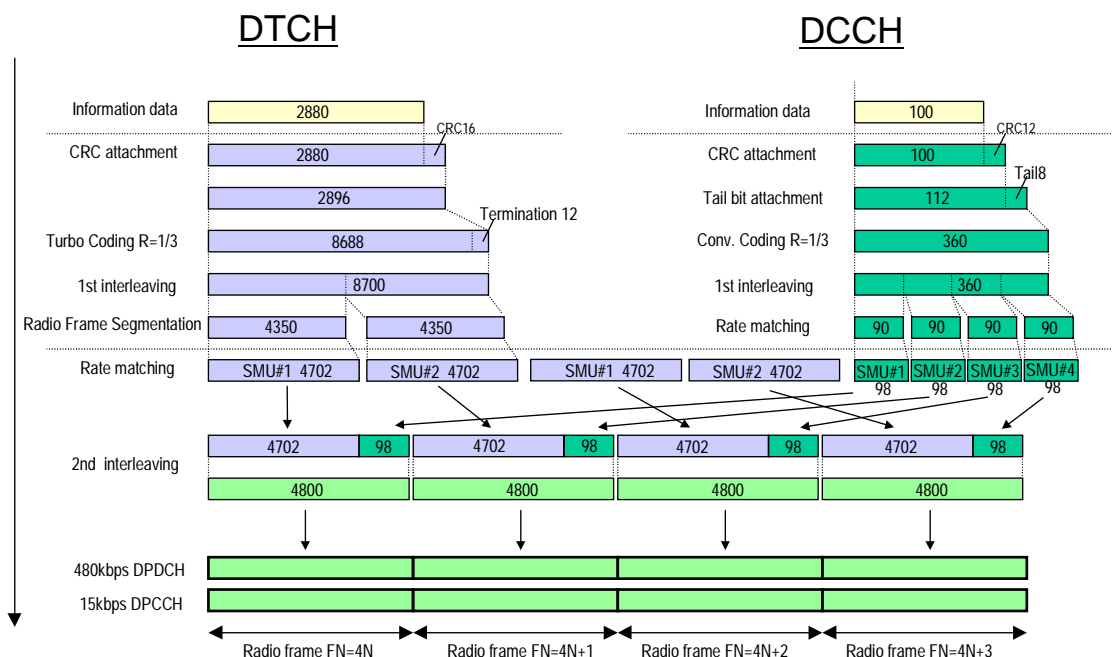 DTCH
DCCH
Information data
2880
Information data
100
CRC16
CRC12
CRC attachment
2880
CRC attachment
100
Tail8
2896
Tail bit attachment
112
Termination 12
Turbo Coding R=1/3
8688
Conv. Coding R=1/3
360
1st interleaving
8700
1st interleaving
360
Radio Frame Segmentation
4350
4350
Rate matching
90
90
90
90
Rate matching
SMU#1 4702
SMU#2 4702
SMU#1 4702
SMU#2 4702
SMU#1
SMU#2
SMU#3
SMU#4
98
98
98
98
4702
98
4702
98
4702
98
4702
98
2nd interleaving
4800
4800
4800
4800
480kbps DPDCH
15kbps DPCCH
Radio frame FN=4N
Radio frame FN=4N+1
Radio frame FN=4N+2
Radio frame FN=4N+3